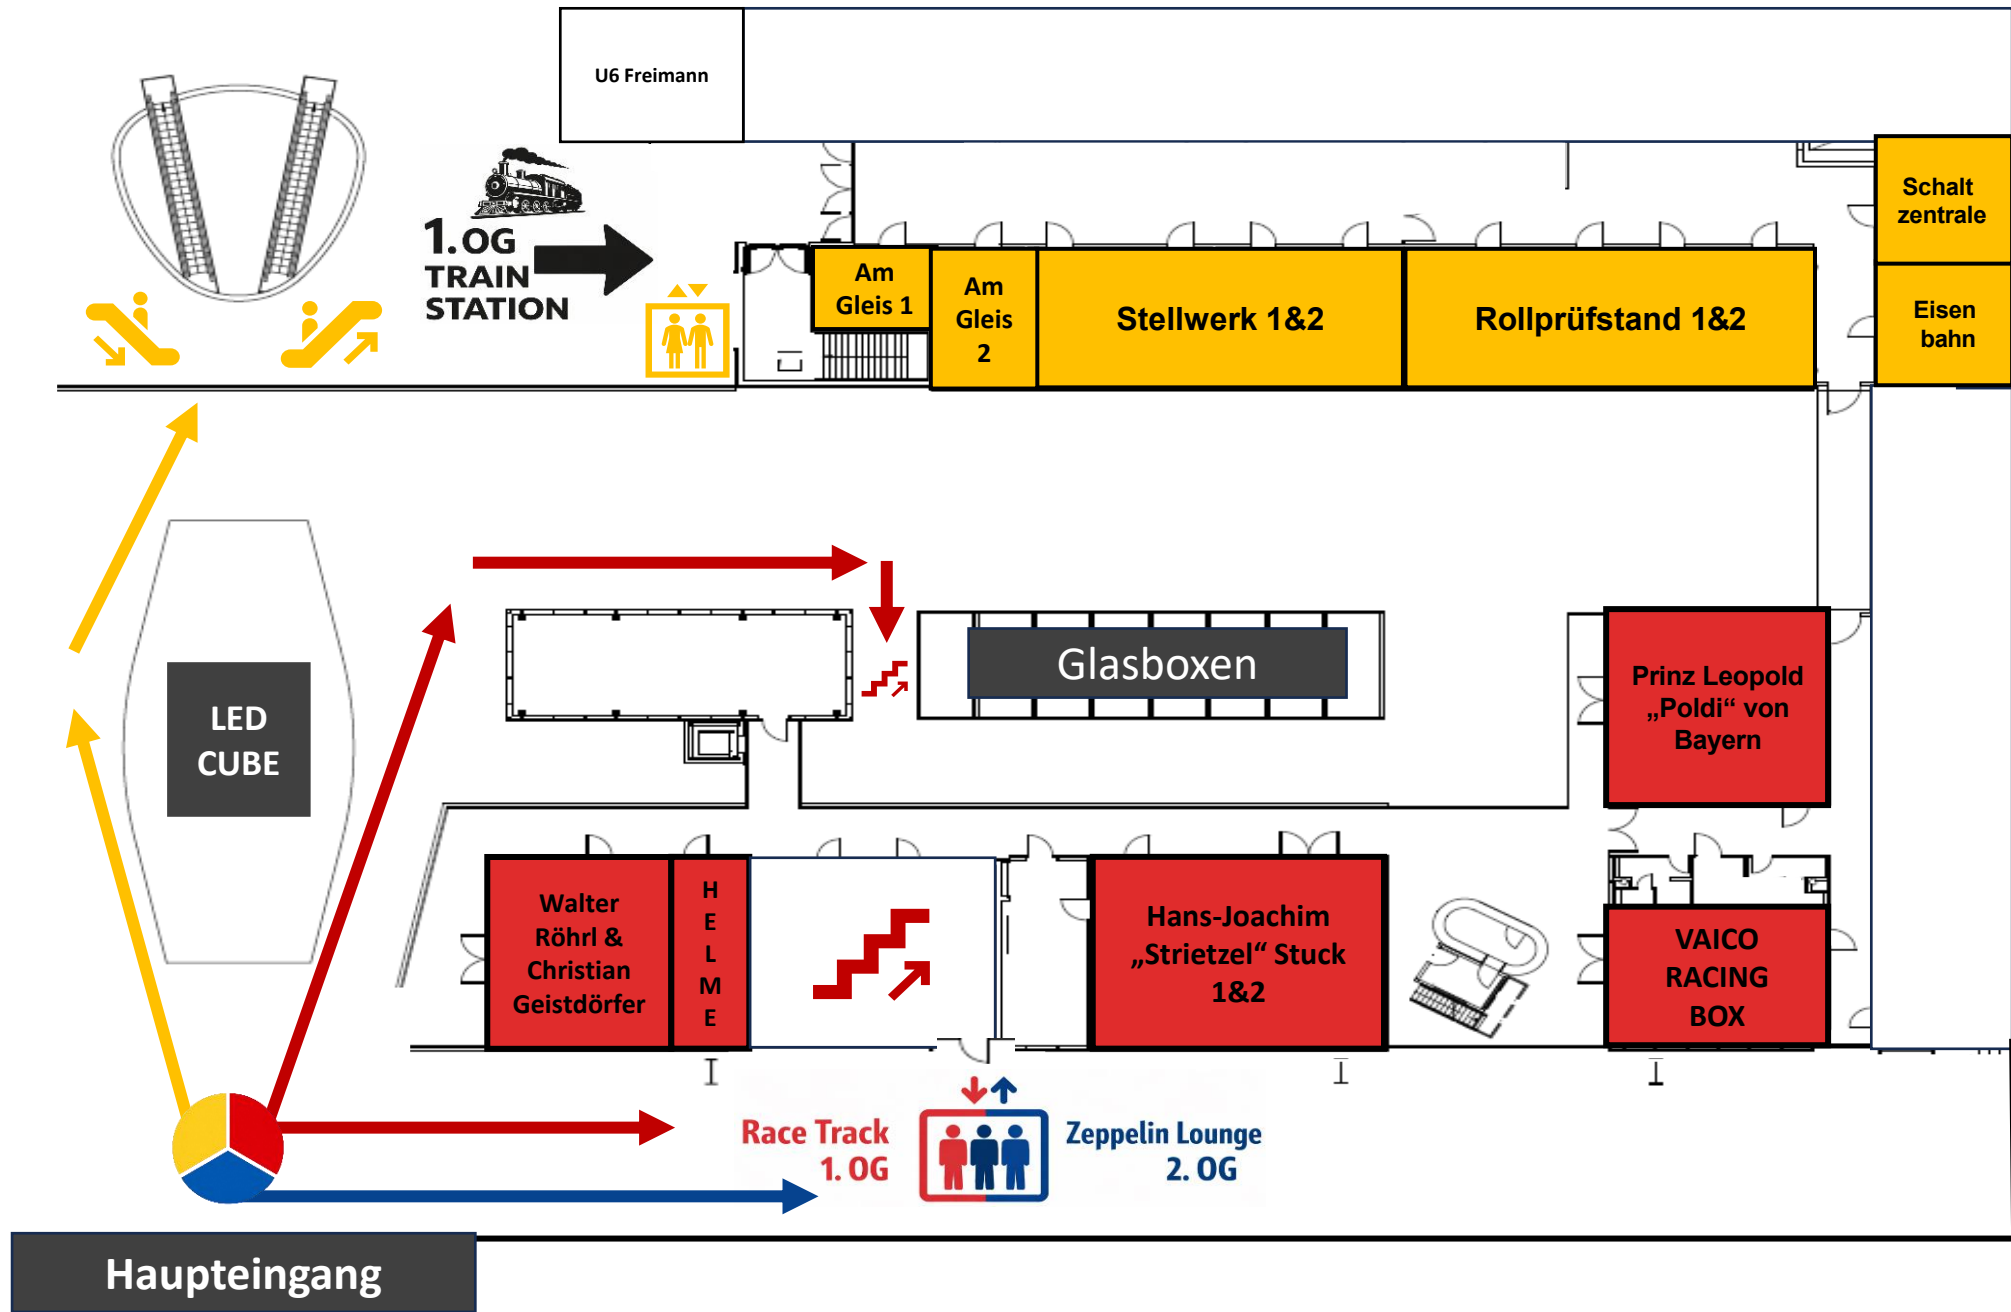 U6 Freimann
1.OG
TRAIN
STATION
Am
Gleis 1
Am
Gleis
2
Stellwerk 1&2
Rollprüfstand 1&2
Schalt
zentrale
Eisen
bahn
LED
CUBE
Glasboxen
Prinz Leopold
„Poldi“ von
Bayern
Walter
Röhrl &
Christian
Geistdörfer
H
E
L
M
E
Hans-Joachim
„Strietzel“ Stuck
1&2
VAICO
RACING
BOX
Race Track
1. OG
Zeppelin Lounge
2. OG
Haupteingang